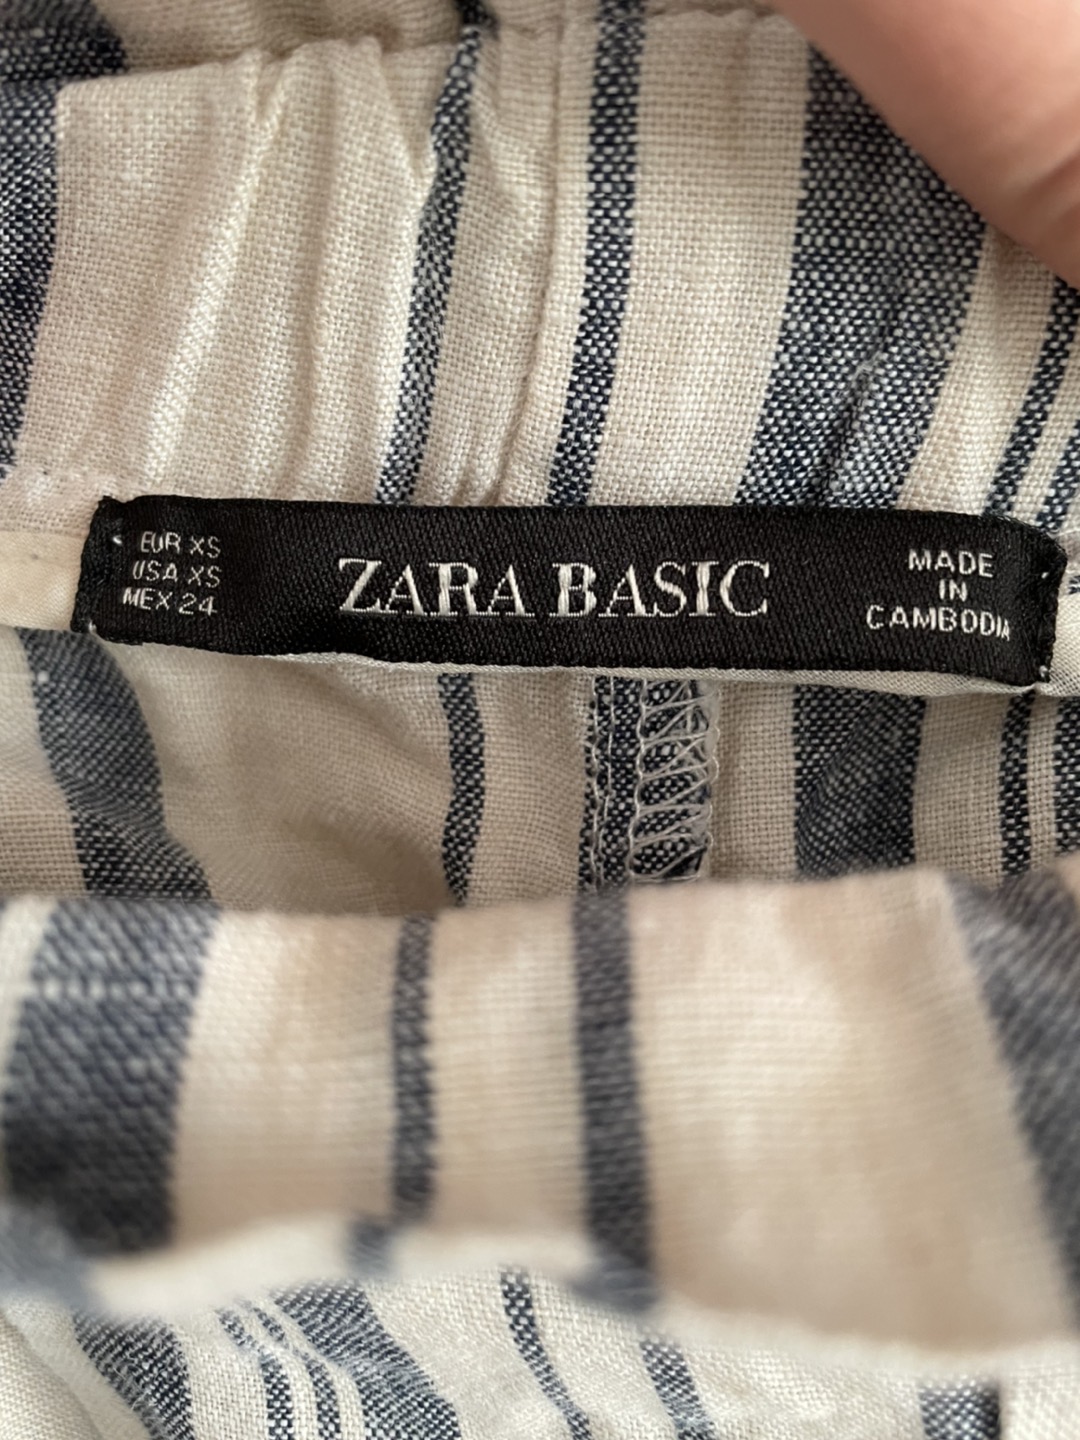 EUR XS
USA XS
MEX 24
ZARA BASIC
MADE
IN
CAMBODIA